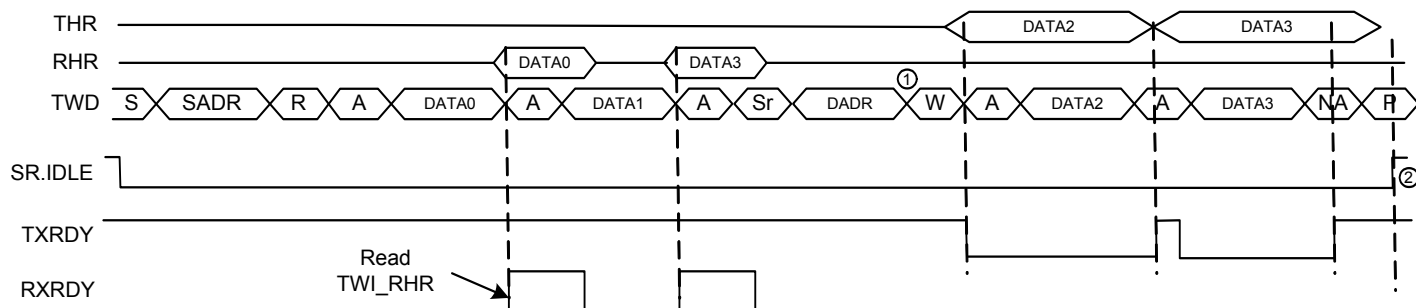 THR DATA2 DATA3
RHR DATA0 DATA3 ①
TWD S SADR R A DATA0 A DATA1 A Sr DADR W A DATA2 A DATA3 NA P
SR.IDLE ②
TXRDY
Read
TWI_RHR
RXRDY